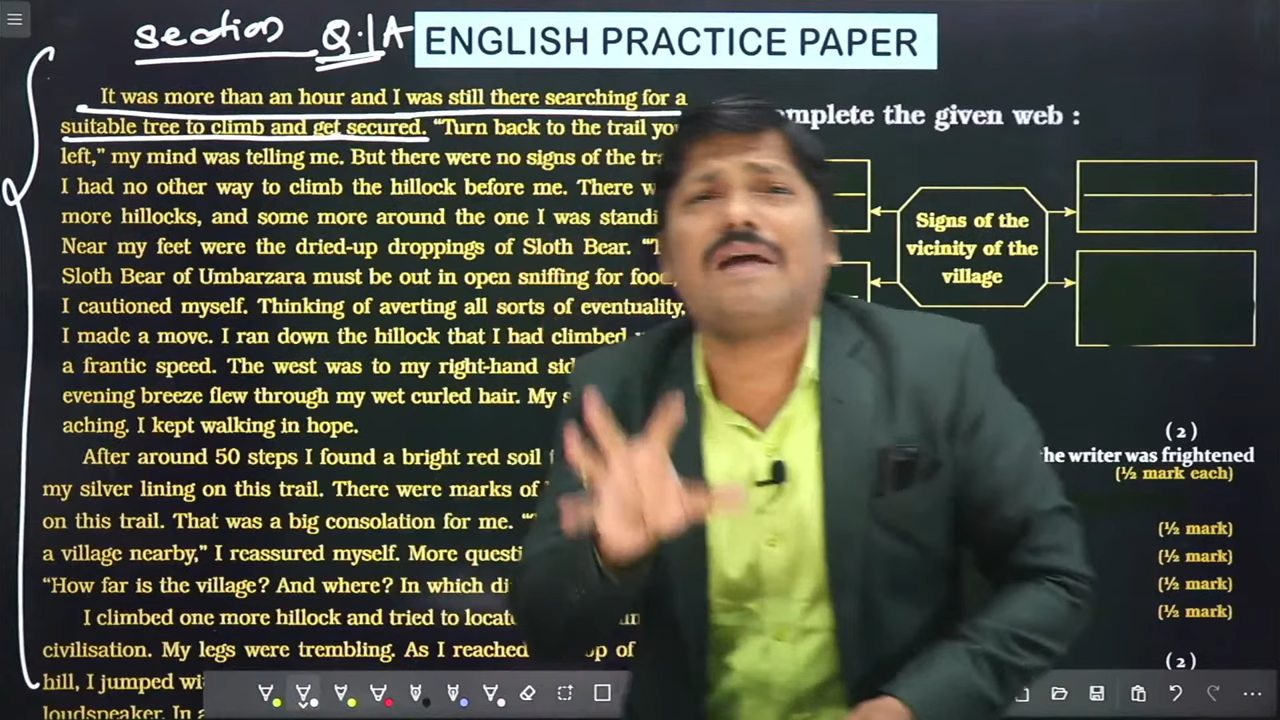 section Q.1A
ENGLISH PRACTICE PAPER
It was more than an hour and I was still there searching for a
suitable tree to climb and get secured. “Turn back to the trail you
left,” my mind was telling me. But there were no signs of the
I had no other way to climb the hillock before me. There
more hillocks, and some more around the one I was
Near my feet were the dried-up droppings of Sloth Bear.
Sloth Bear of Umbarzara must be out in open sniffing for food,
I cautioned myself. Thinking of averting all sorts of eventuality,
I made a move. I ran down the hillock that I had climbed
a frantic speed. The west was to my right-hand
evening breeze flew through my wet curled hair. My
aching. I kept walking in hope.
After around 50 steps I found a bright red soil
my silver lining on this trail. There were marks of
on this trail. That was a big consolation for me.
a village nearby,” I reassured myself. More
“How far is the village? And where? In which
I climbed one more hillock and tried to
civilisation. My legs were trembling. As I reached of
hill, I jumped
loudspeaker. In
the given web :
Signs of the
vicinity of the
village
(2)
the writer was frightened
(½ mark each)
(½ mark)
(½ mark)
(½ mark)
(½ mark)
(2)